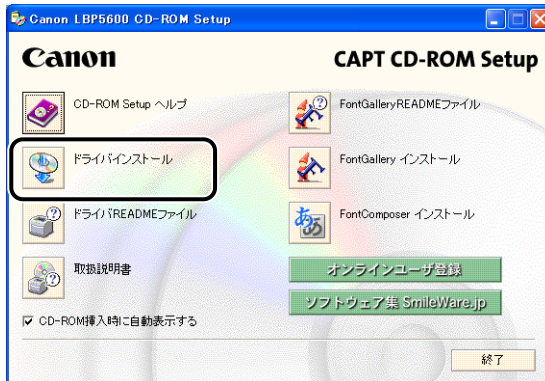 Canon LBP5600 CD-ROM Setup
Canon
CAPT CD-ROM Setup
CD-ROM Setup ヘルプ
FontGalleryREADMEファイル
ドライバインストール
FontGallery インストール
ドライバREADMEファイル
FontComposer インストール
取扱説明書
オンラインユーザ登録
ソフトウェア集 SmileWare.jp
CD-ROM挿入時に自動表示する
終了